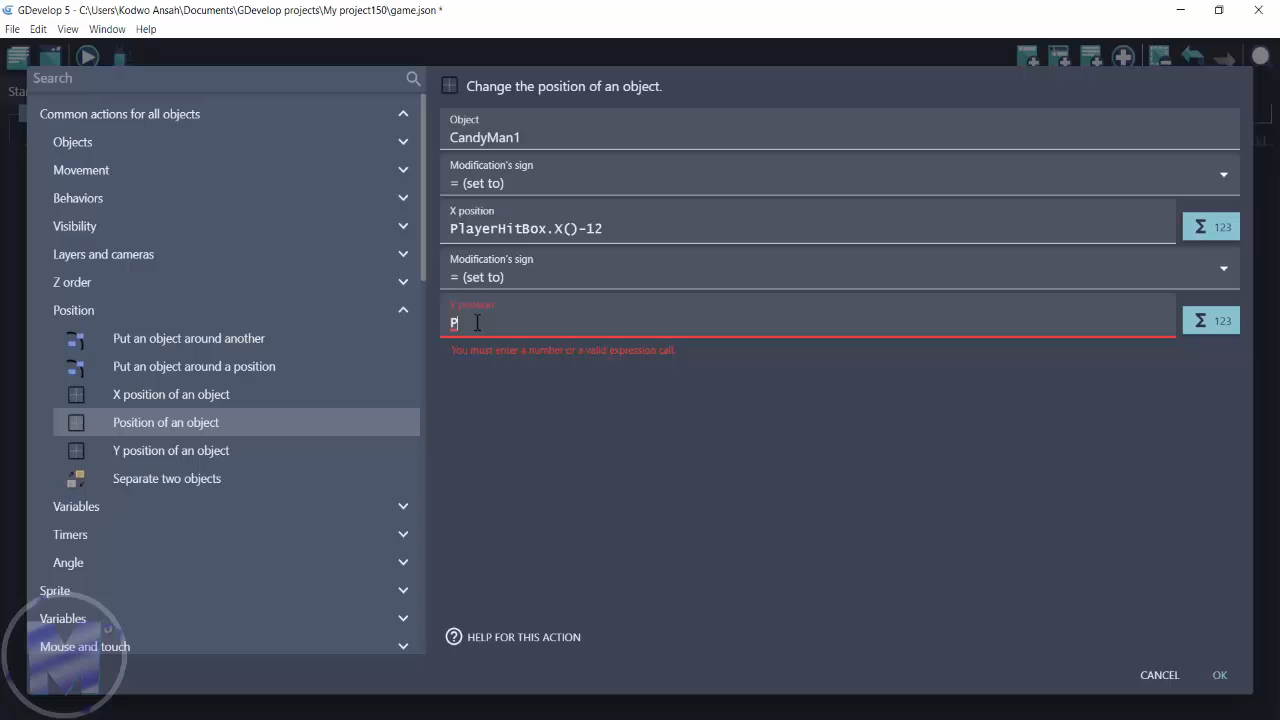 GDevelop 5 - C:\Users\Kodwo Ansah\Documents\GDevelop projects\My project150\game.json *
File Edit View Window Help
Search
Common actions for all objects
Objects
Movement
Behaviors
Visibility
Layers and cameras
Z order
Position
Put an object around another
Put an object around a position
X position of an object
Position of an object
Y position of an object
Separate two objects
Variables
Timers
Angle
Sprite
Variables
Mouse and touch
Change the position of an object.
Object
CandyMan1
Modification's sign
= (set to)
X position
PlayerHitBox.X()-12
Σ 123
Modification's sign
= (set to)
Y position
P
Σ 123
You must enter a number or a valid expression call.
HELP FOR THIS ACTION
CANCEL OK